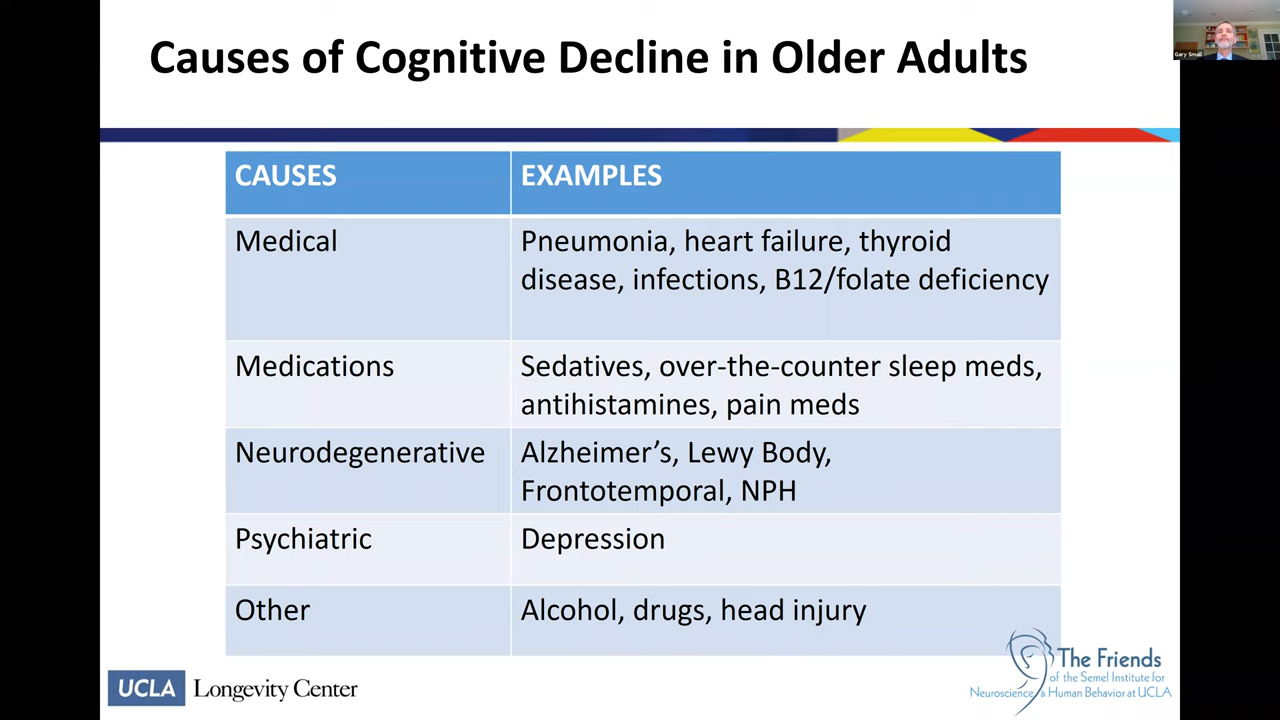 Causes of Cognitive Decline in Older Adults
Gary Small
CAUSES
EXAMPLES
Medical
Pneumonia, heart failure, thyroid
disease, infections, B12/folate deficiency
Medications
Sedatives, over-the-counter sleep meds,
antihistamines, pain meds
Neurodegenerative
Alzheimer’s, Lewy Body,
Frontotemporal, NPH
Psychiatric
Depression
Other
Alcohol, drugs, head injury
UCLA Longevity Center
The Friends
of the Semel Institute for
Neuroscience & Human Behavior at UCLA